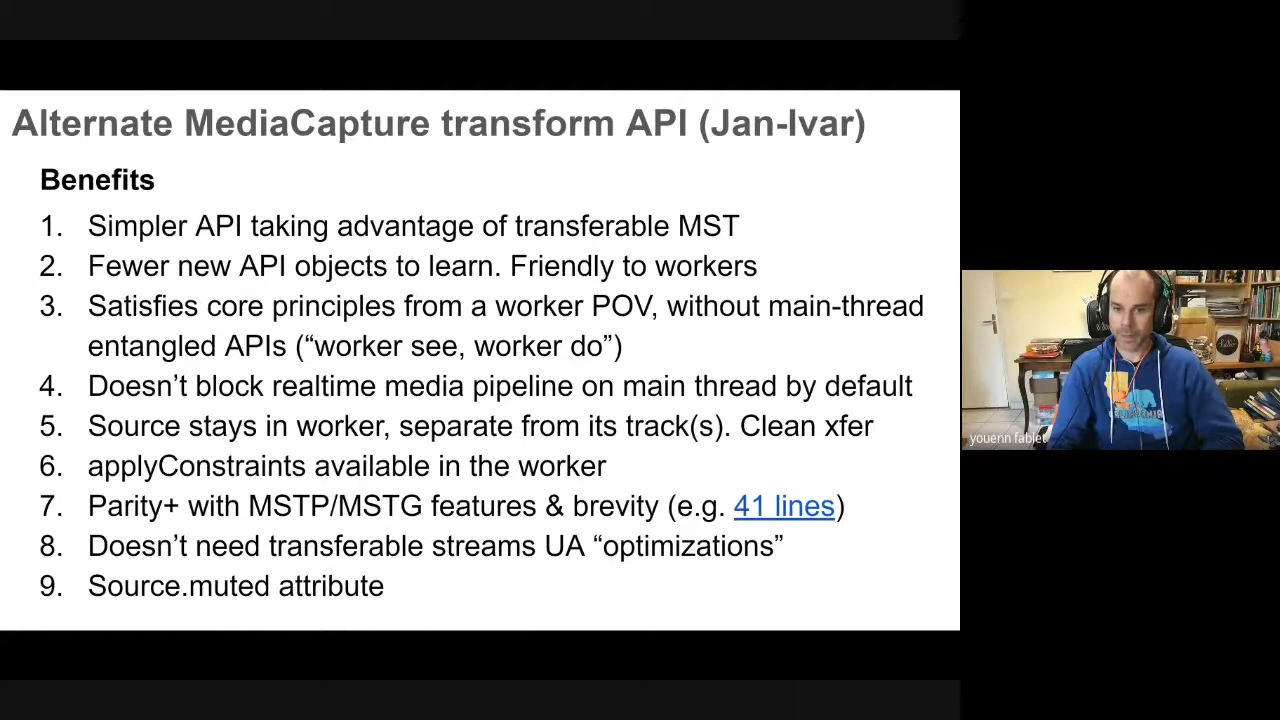 Alternate MediaCapture transform API (Jan-Ivar)
Benefits
1. Simpler API taking advantage of transferable MST
2. Fewer new API objects to learn. Friendly to workers
3. Satisfies core principles from a worker POV, without main-thread
entangled APIs (“worker see, worker do”)
4. Doesn’t block realtime media pipeline on main thread by default
5. Source stays in worker, separate from its track(s). Clean xfer
6. applyConstraints available in the worker
7. Parity+ with MSTP/MSTG features & brevity (e.g. 41 lines)
8. Doesn’t need transferable streams UA “optimizations”
9. Source.muted attribute
youenn fablet